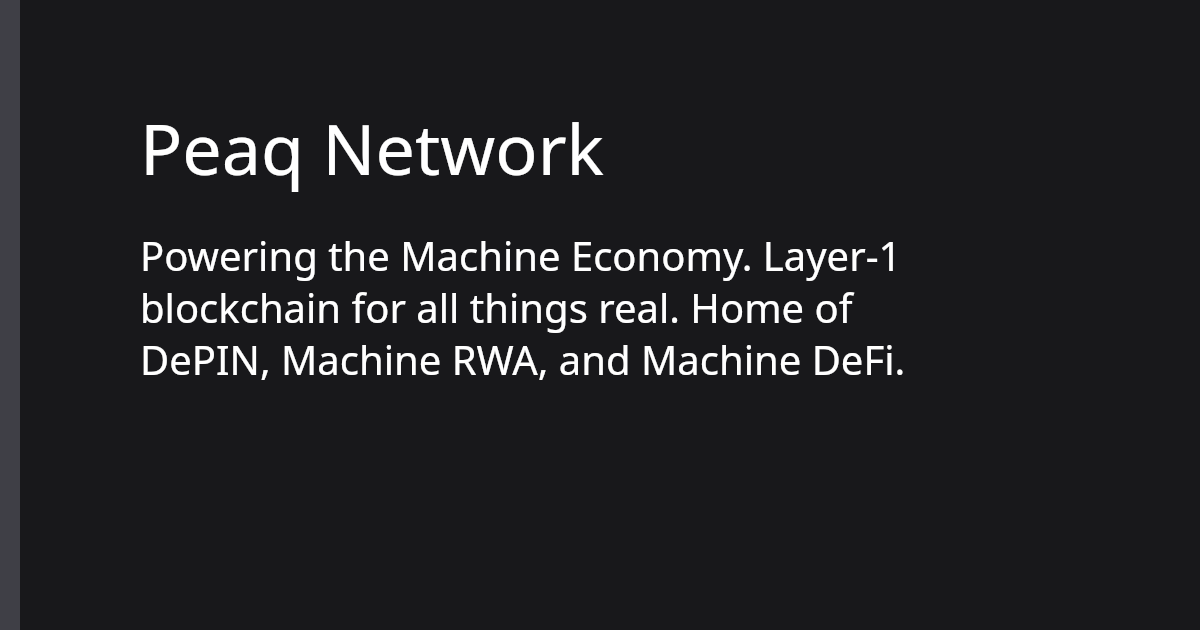 Peaq Network
Powering the Machine Economy. Layer-1
blockchain for all things real. Home of
DePIN, Machine RWA, and Machine DeFi.